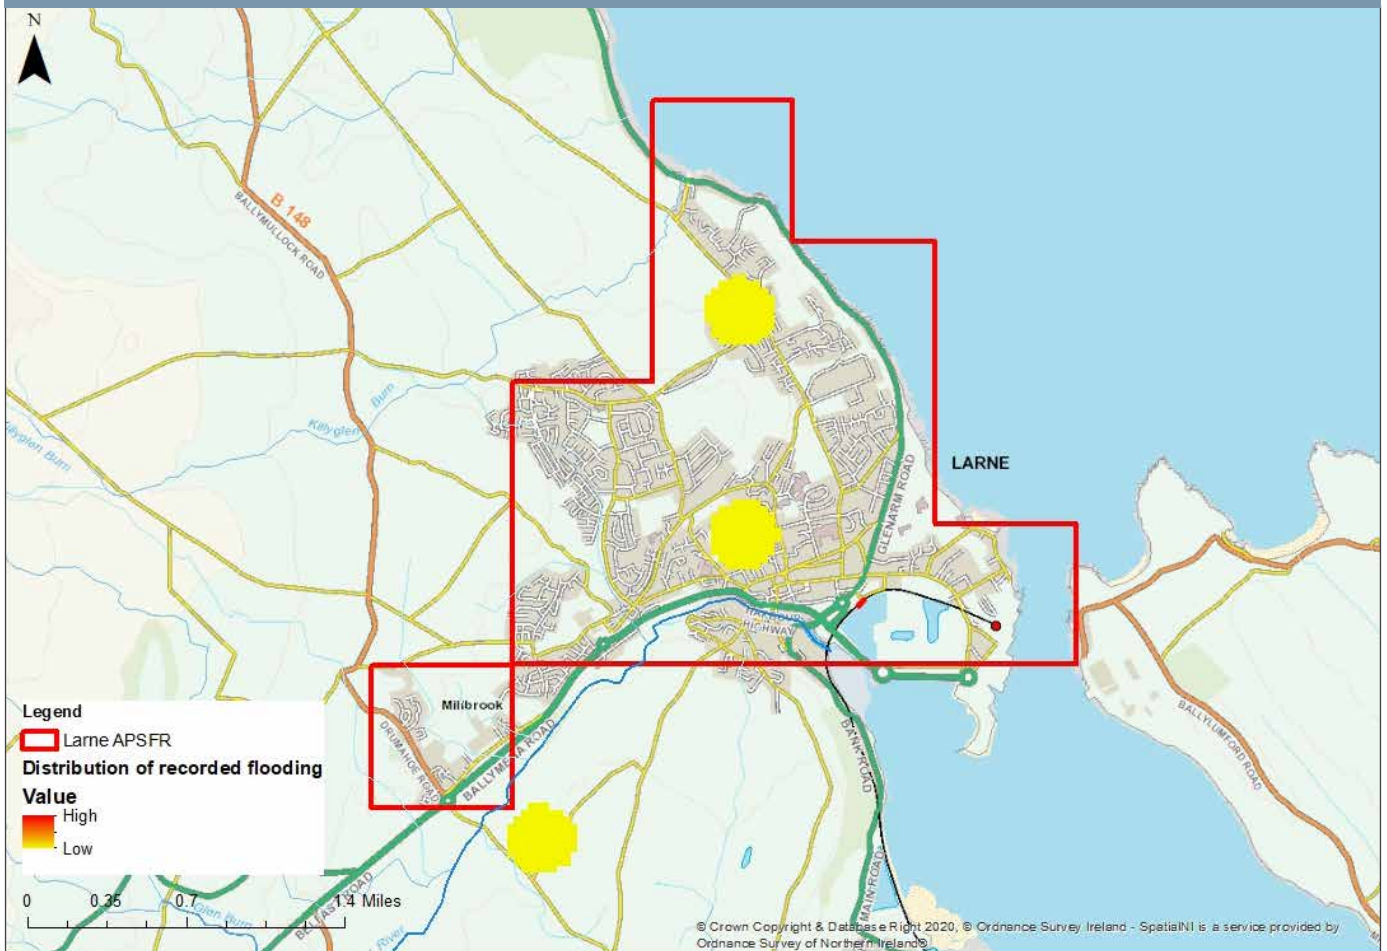 N
B 148
BALLYMULLOCK ROAD
Killyglen Burn
Killyglen Burn
LARNE
GLENARM ROAD
HARBOUR
HIGHWAY
Millbrook
DRUMAHOE ROAD
BALLYMENA ROAD
BANK ROAD
BALLYLUMFORD ROAD
Legend
Larne APSFR
Distribution of recorded flooding
Value
High
Low
0 0.35 0.7 1.4 Miles
Glen Burn
BELFAST ROAD
River
MAIN ROAD
© Crown Copyright & Database Right 2020, © Ordnance Survey Ireland - SpatialNI is a service provided by
Ordnance Survey of Northern Ireland©